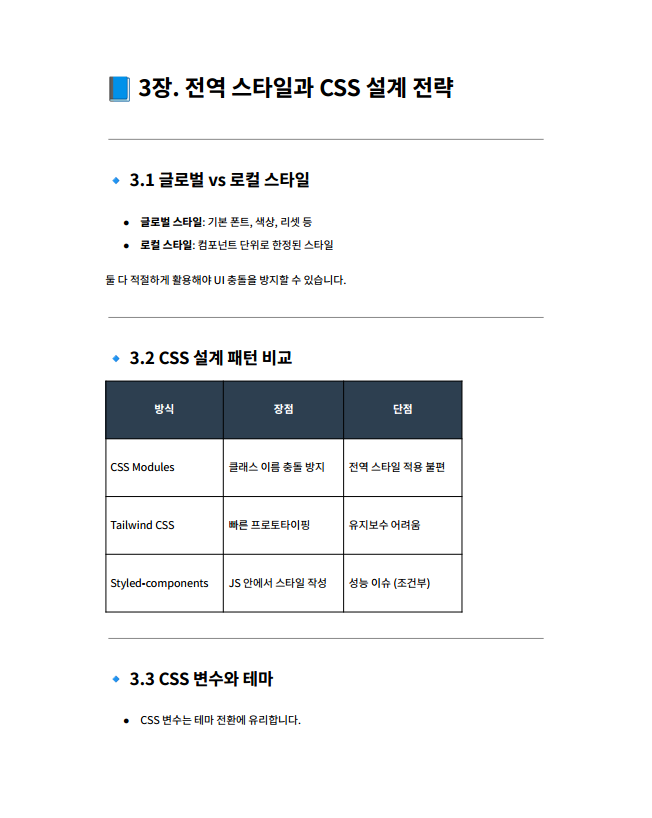 📘 3장. 전역 스타일과 CSS 설계 전략
🔹 3.1 글로벌 vs 로컬 스타일
● 글로벌 스타일: 기본 폰트, 색상, 리셋 등
● 로컬 스타일: 컴포넌트 단위로 한정된 스타일
둘 다 적절하게 활용해야 UI 충돌을 방지할 수 있습니다.
🔹 3.2 CSS 설계 패턴 비교
방식 장점 단점
CSS Modules 클래스 이름 충돌 방지 전역 스타일 적용 불편
Tailwind CSS 빠른 프로토타이핑 유지보수 어려움
Styled-components JS 안에서 스타일 작성 성능 이슈 (조건부)
🔹 3.3 CSS 변수와 테마
● CSS 변수는 테마 전환에 유리합니다.